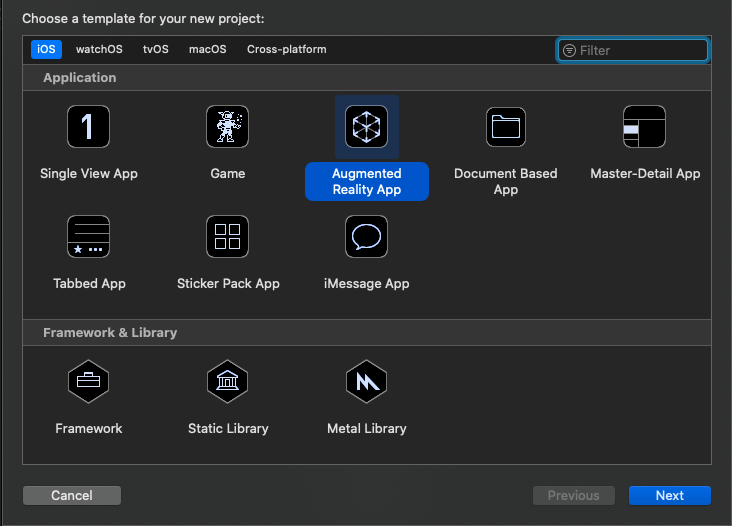 Choose a template for your new project:
iOS watchOS tvOS macOS Cross-platform Filter
Application
1
Single View App Game Augmented Reality App Document Based App Master-Detail App
Tabbed App Sticker Pack App iMessage App
Framework & Library
Framework Static Library Metal Library
Cancel Previous Next